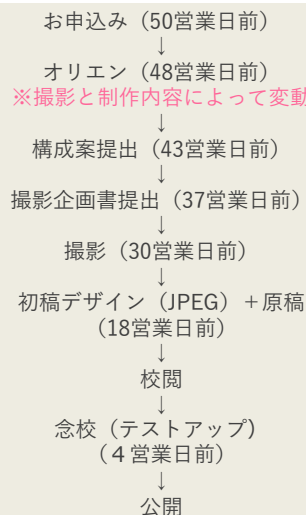 お申込み（50営業日前）
↓
オリエン（48営業日前）
※撮影と制作内容によって変動
↓
構成案提出（43営業日前）
↓
撮影企画書提出（37営業日前）
↓
撮影（30営業日前）
↓
初稿デザイン（JPEG）＋原稿
（18営業日前）
↓
校閲
↓
念校（テストアップ）
（４営業日前）
↓
公開